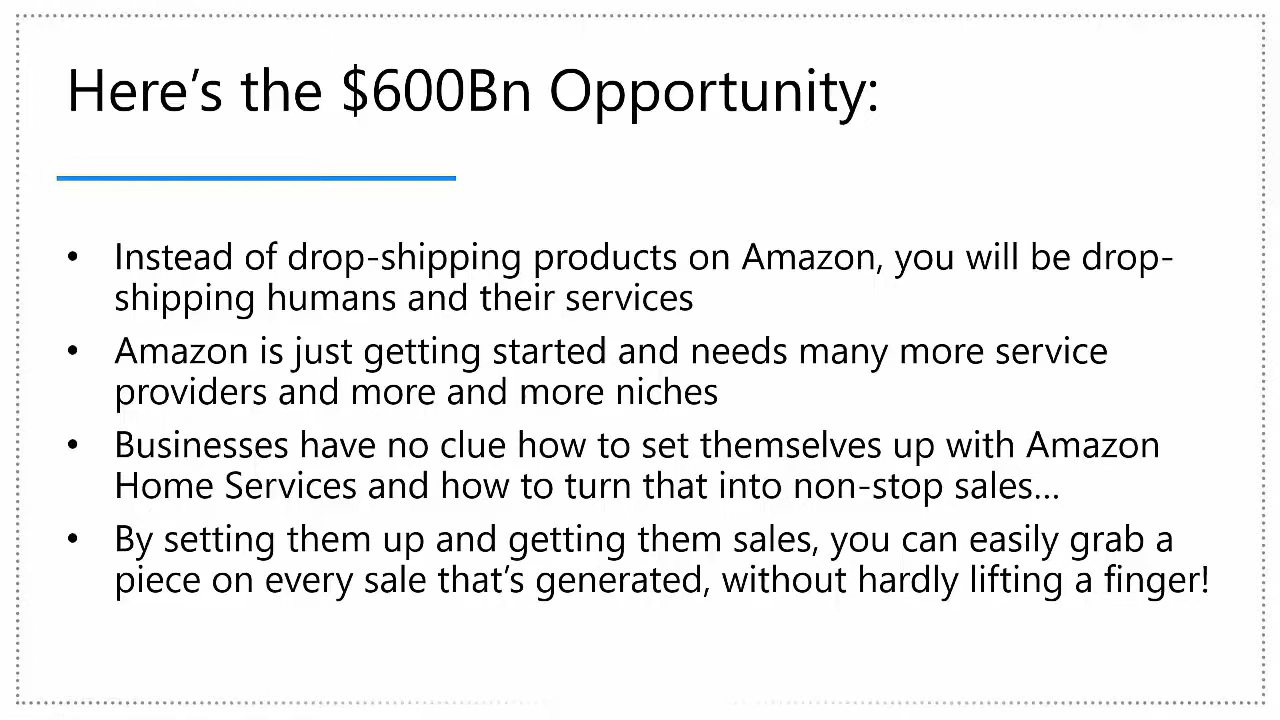 Here’s the $600Bn Opportunity:
• Instead of drop-shipping products on Amazon, you will be drop-
shipping humans and their services
• Amazon is just getting started and needs many more service
providers and more and more niches
• Businesses have no clue how to set themselves up with Amazon
Home Services and how to turn that into non-stop sales...
• By setting them up and getting them sales, you can easily grab a
piece on every sale that’s generated, without hardly lifting a finger!